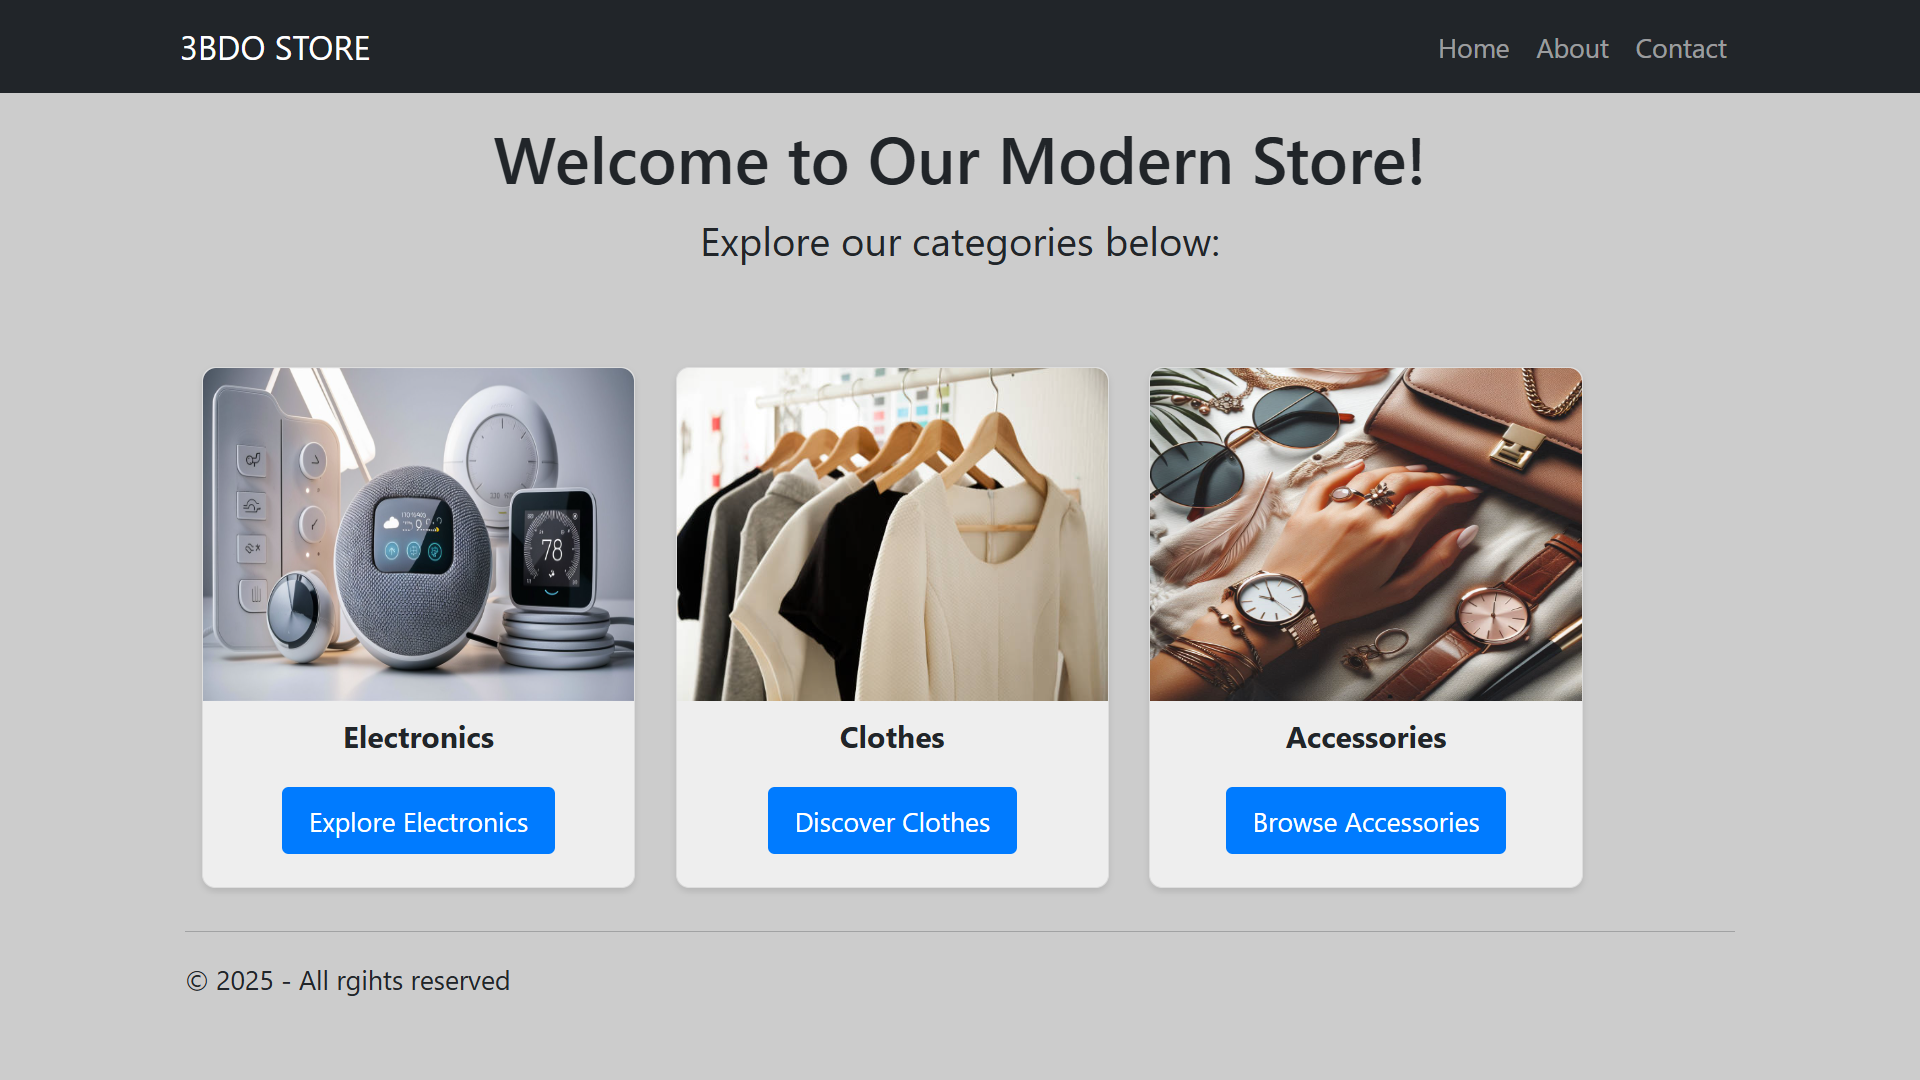 3BDO STORE
Home About Contact
Welcome to Our Modern Store!
Explore our categories below:
78
Electronics
Clothes
Accessories
Explore Electronics
Discover Clothes
Browse Accessories
© 2025 - All rgihts reserved